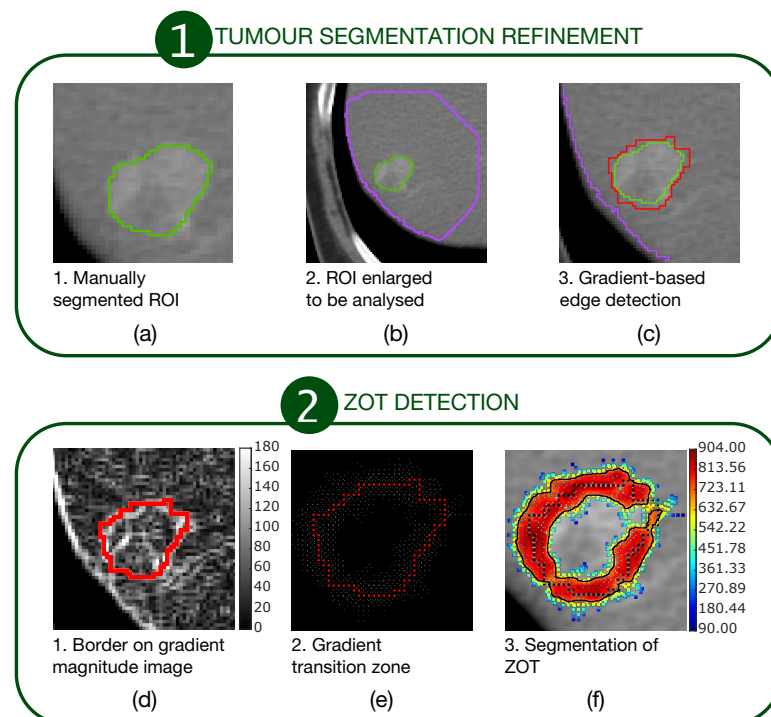 1 TUMOUR SEGMENTATION REFINEMENT
1. Manually
segmented ROI
(a)
2. ROI enlarged
to be analysed
(b)
3. Gradient-based
edge detection
(c)
2 ZOT DETECTION
180
160
140
120
100
80
60
40
20
0
904.00
813.56
723.11
632.67
542.22
451.78
361.33
270.89
180.44
90.00
1. Border on gradient
magnitude image
(d)
2. Gradient
transition zone
(e)
3. Segmentation of
ZOT
(f)